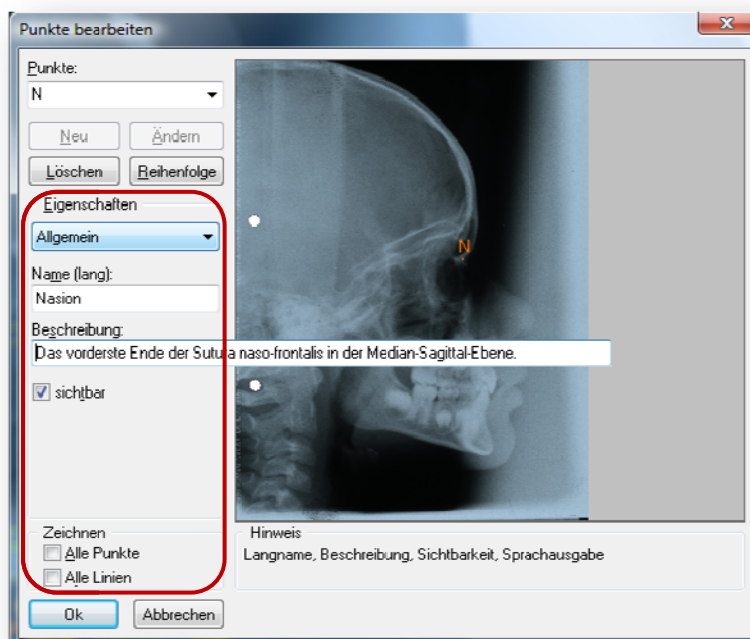 Punkte bearbeiten
Punkte:
N
Neu
Ändern
Löschen
Reihenfolge
Eigenschaften
Allgemein
Name (lang):
Nasion
Beschreibung:
Das vorderste Ende der Sutura naso-frontalis in der Median-Sagittal-Ebene.
sichtbar
N
Zeichnen
Alle Punkte
Alle Linien
Hinweis
Langname, Beschreibung, Sichtbarkeit, Sprachausgabe
Ok
Abbrechen